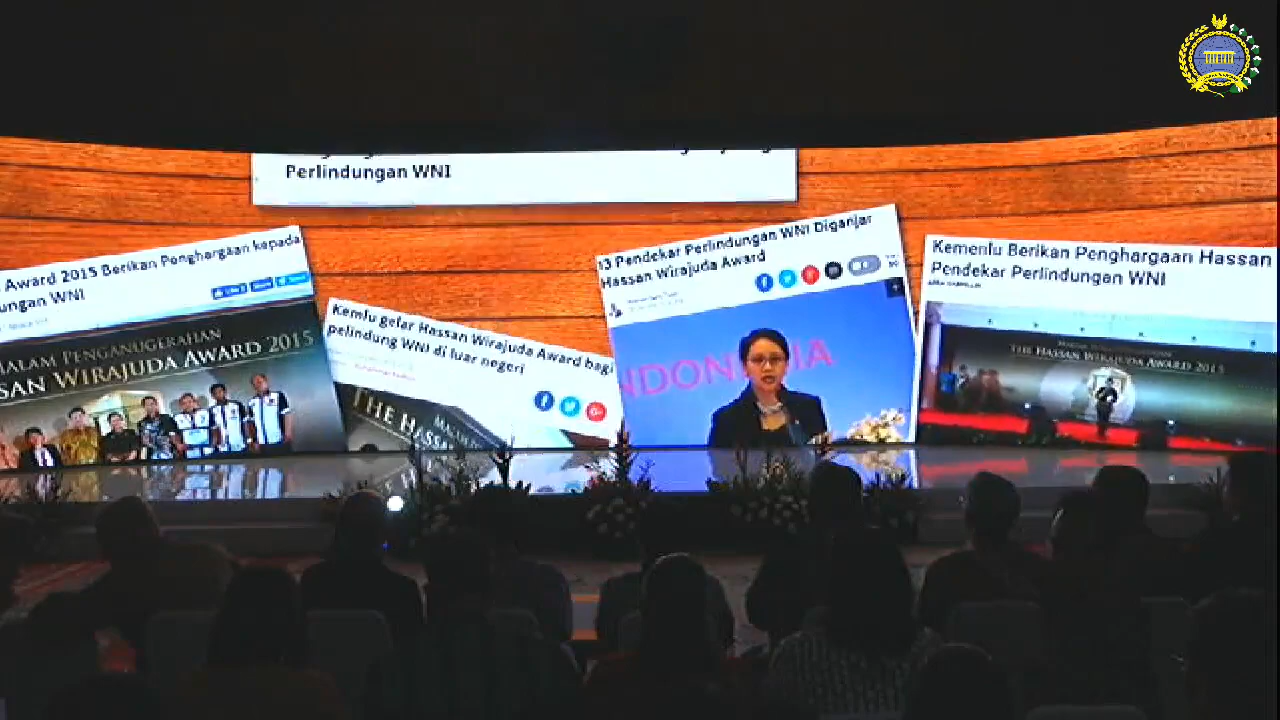 Perlindungan WNI
Award 2015 Berikan Penghargaan kepada
ungan WNI
MALAM PENGANUGERAHAN
SSAN WIRAJUDA AWARD 2015
Kemlu gelar Hassan Wirajuda Award bagi
pelindung WNI di luar negeri
THE HASSA
13 Pendekar Perlindungan WNI Diganjar
Hassan Wirajuda Award
INDONESIA
Kemenlu Berikan Penghargaan Hassan
Pendekar Perlindungan WNI
THE HASSAN WIRAJUDA AWARD 2015